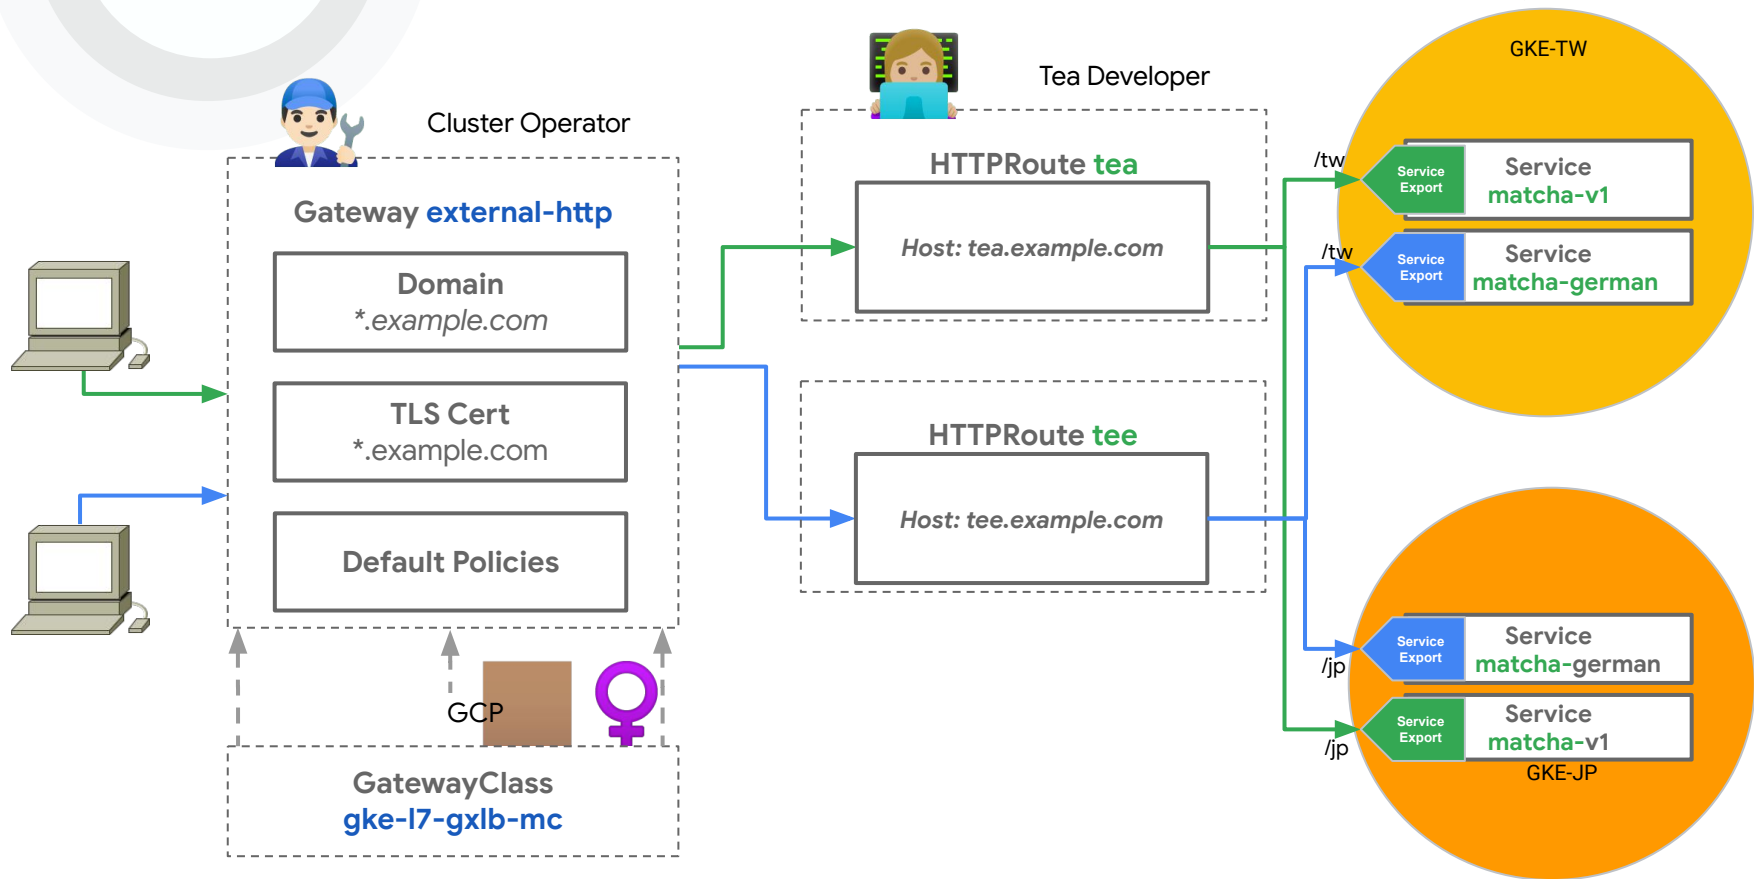 Cluster Operator
Gateway external-http
Domain
*.example.com
TLS Cert
*.example.com
Default Policies
GCP
GatewayClass
gke-l7-gxlb-mc
Tea Developer
HTTPRoute tea
Host: tea.example.com
HTTPRoute tee
Host: tee.example.com
GKE-TW
/tw
Service
Export
Service
matcha-v1
/tw
Service
Export
Service
matcha-german
/jp
Service
Export
Service
matcha-german
/jp
Service
Export
Service
matcha-v1
GKE-JP